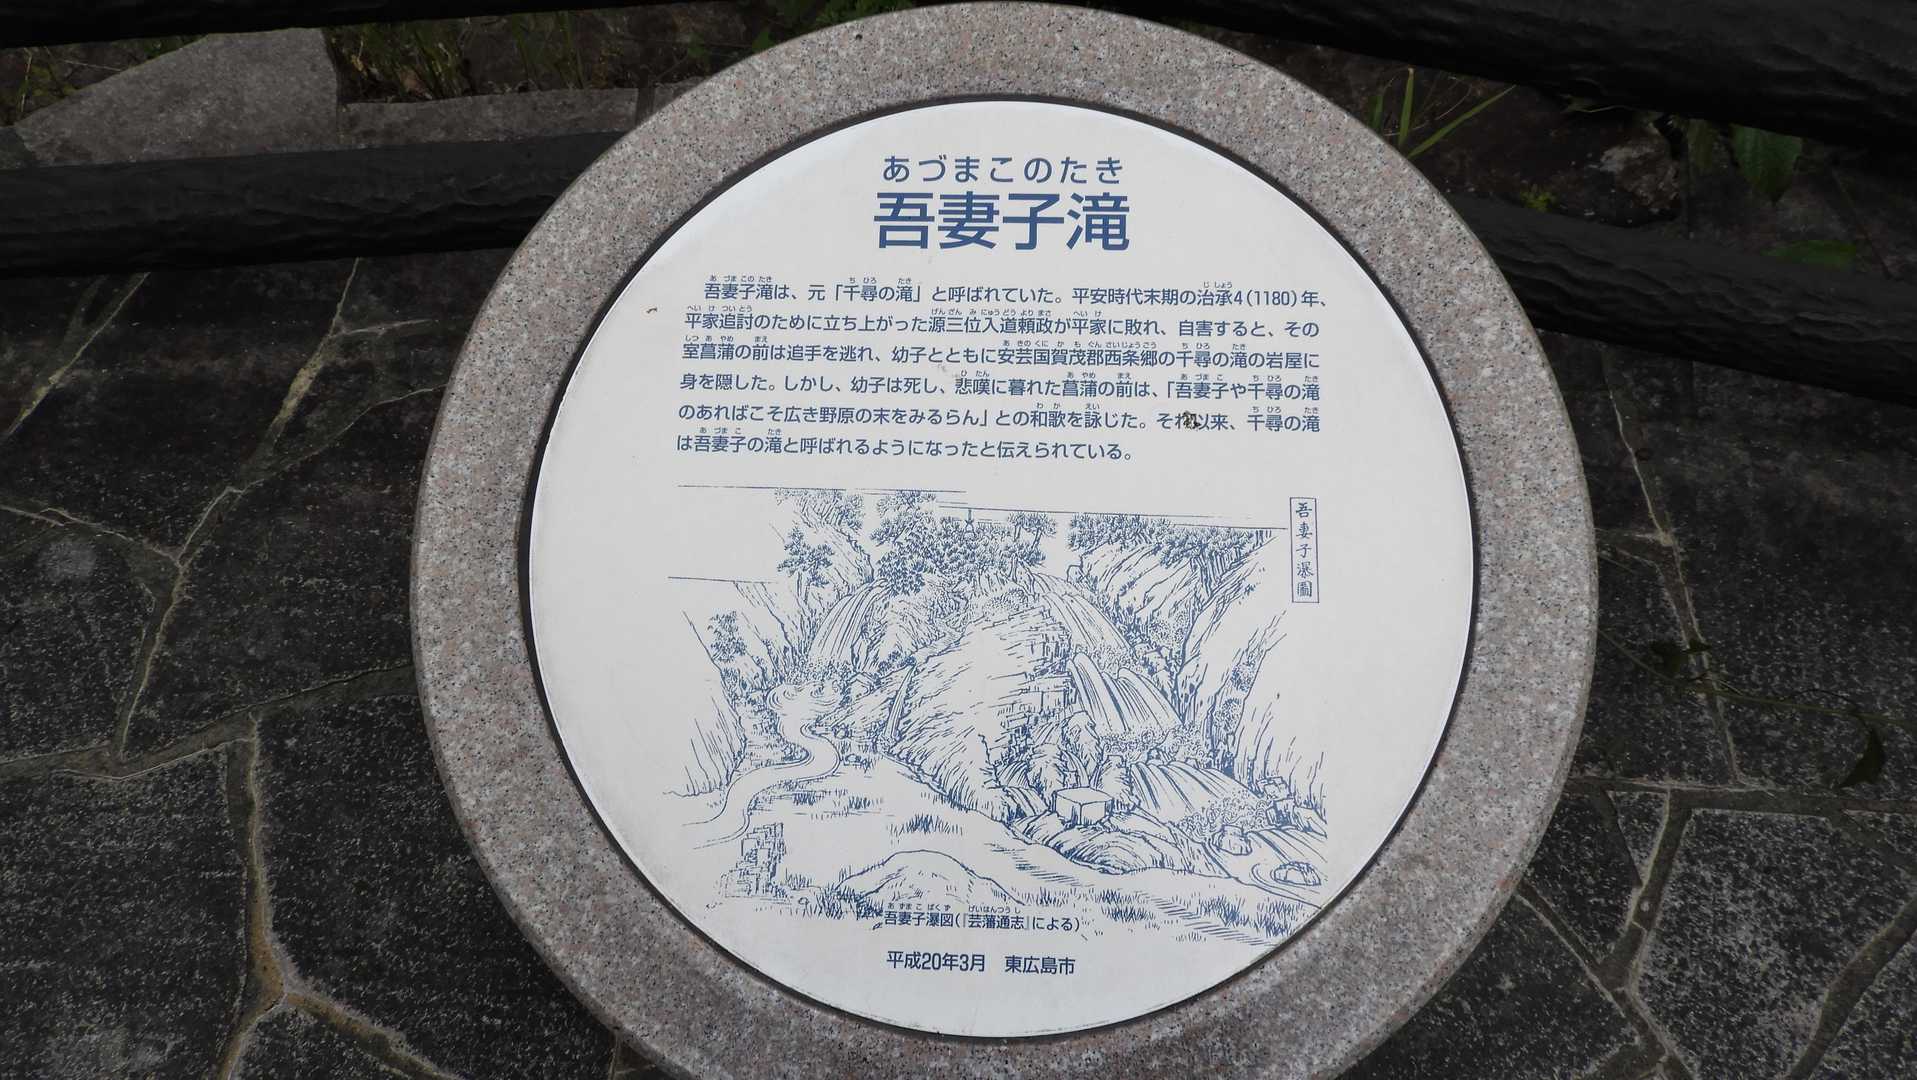 あづまこのたき
吾妻子滝
吾妻子滝は、元「千尋の滝」と呼ばれていた。平安時代末期の治承4(1180)年、
平家追討のために立ち上がった源三位入道頼政が平家に敗れ、自害すると、その
室菖蒲の前は追手を逃れ、幼子とともに安芸国賀茂郡西条郷の千尋の滝の岩屋に
身を隠した。しかし、幼子は死し、悲嘆に暮れた菖蒲の前は、「吾妻子や千尋の滝
のあればこそ広き野原の末をみるらん」との和歌を詠じた。それ以来、千尋の滝
は吾妻子の滝と呼ばれるようになったと伝えられている。
吾妻子瀑圖
吾妻子瀑図(『芸藩通志』による)
平成20年3月 東広島市